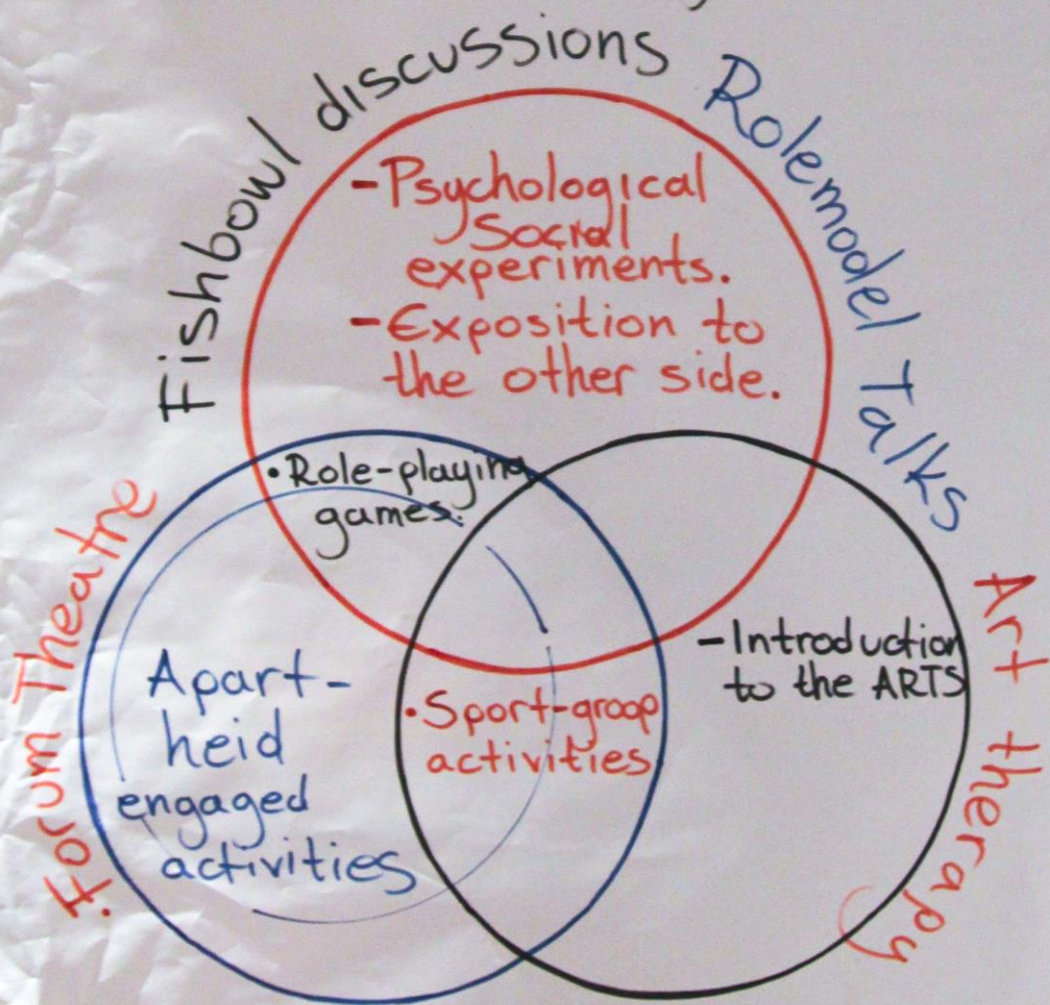 Fishbowl discussions
Rolemodel Talks
-Psychological
Social
experiments.
-Exposition to
the other side.
•Role-playing
games.
Forum Theatre
Art therapy
-Introduction
to the ARTS
Apart-
heid
engaged
activities
•Sport-group
activities